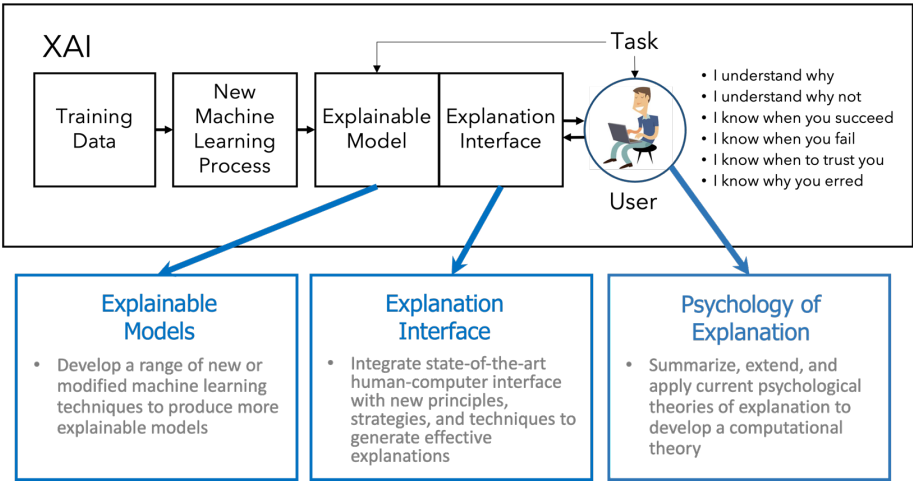 XAI
Task
Training
Data
New
Machine
Learning
Process
Explainable
Model
Explanation
Interface
User
• I understand why
• I understand why not
• I know when you succeed
• I know when you fail
• I know when to trust you
• I know why you erred
Explainable
Models
• Develop a range of new or
modified machine learning
techniques to produce more
explainable models
Explanation
Interface
• Integrate state-of-the-art
human-computer interface
with new principles,
strategies, and techniques to
generate effective
explanations
Psychology of
Explanation
• Summarize, extend, and
apply current psychological
theories of explanation to
develop a computational
theory